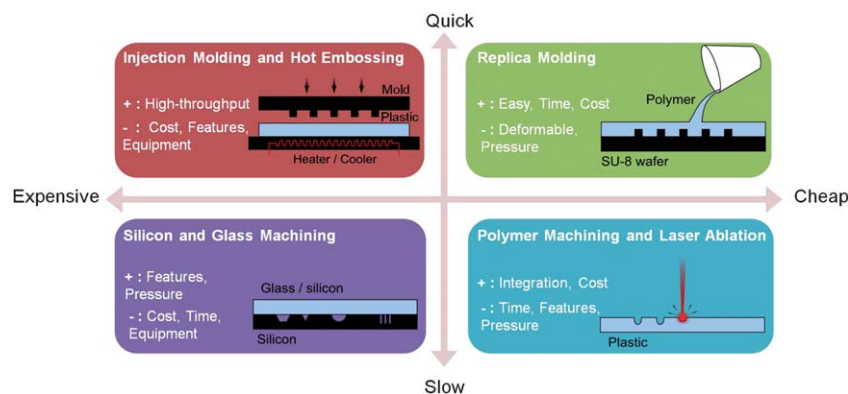 Quick
Injection Molding and Hot Embossing
+ : High-throughput
- : Cost, Features,
Equipment
Mold
Plastic
Heater / Cooler
Replica Molding
+ : Easy, Time, Cost
- : Deformable,
Pressure
Polymer
SU-8 wafer
Expensive
Cheap
Silicon and Glass Machining
+ : Features,
Pressure
- : Cost, Time,
Equipment
Glass / silicon
Silicon
Polymer Machining and Laser Ablation
+ : Integration, Cost
- : Time, Features,
Pressure
Plastic
Slow